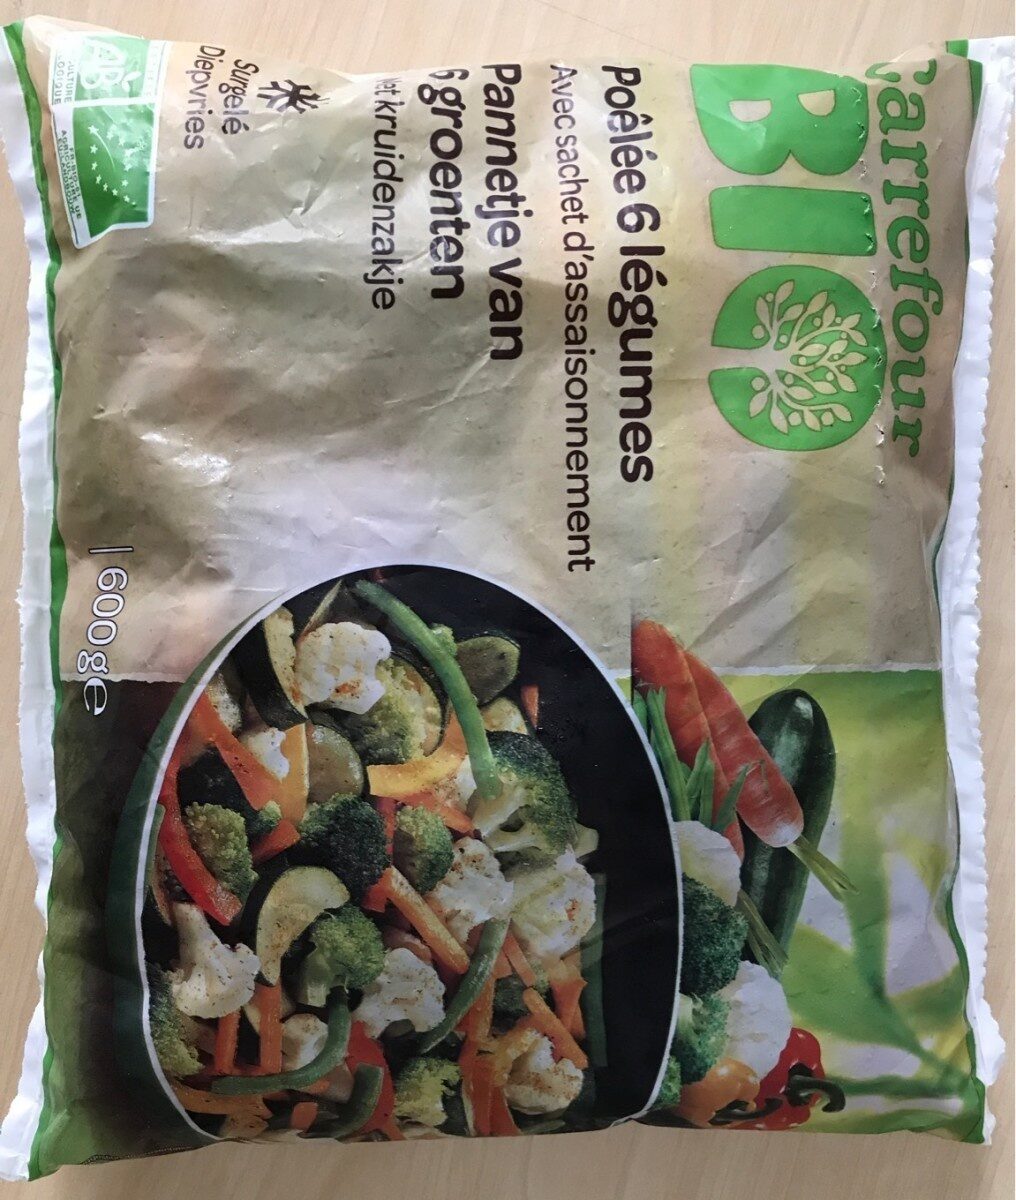 Carrefour
BIO
Poêlée 6 légumes
Avec sachet d'assaisonnement
Pannetje van
6 groenten
Met kruidenzakje
Surgelé
Diepvries
AB
600g e